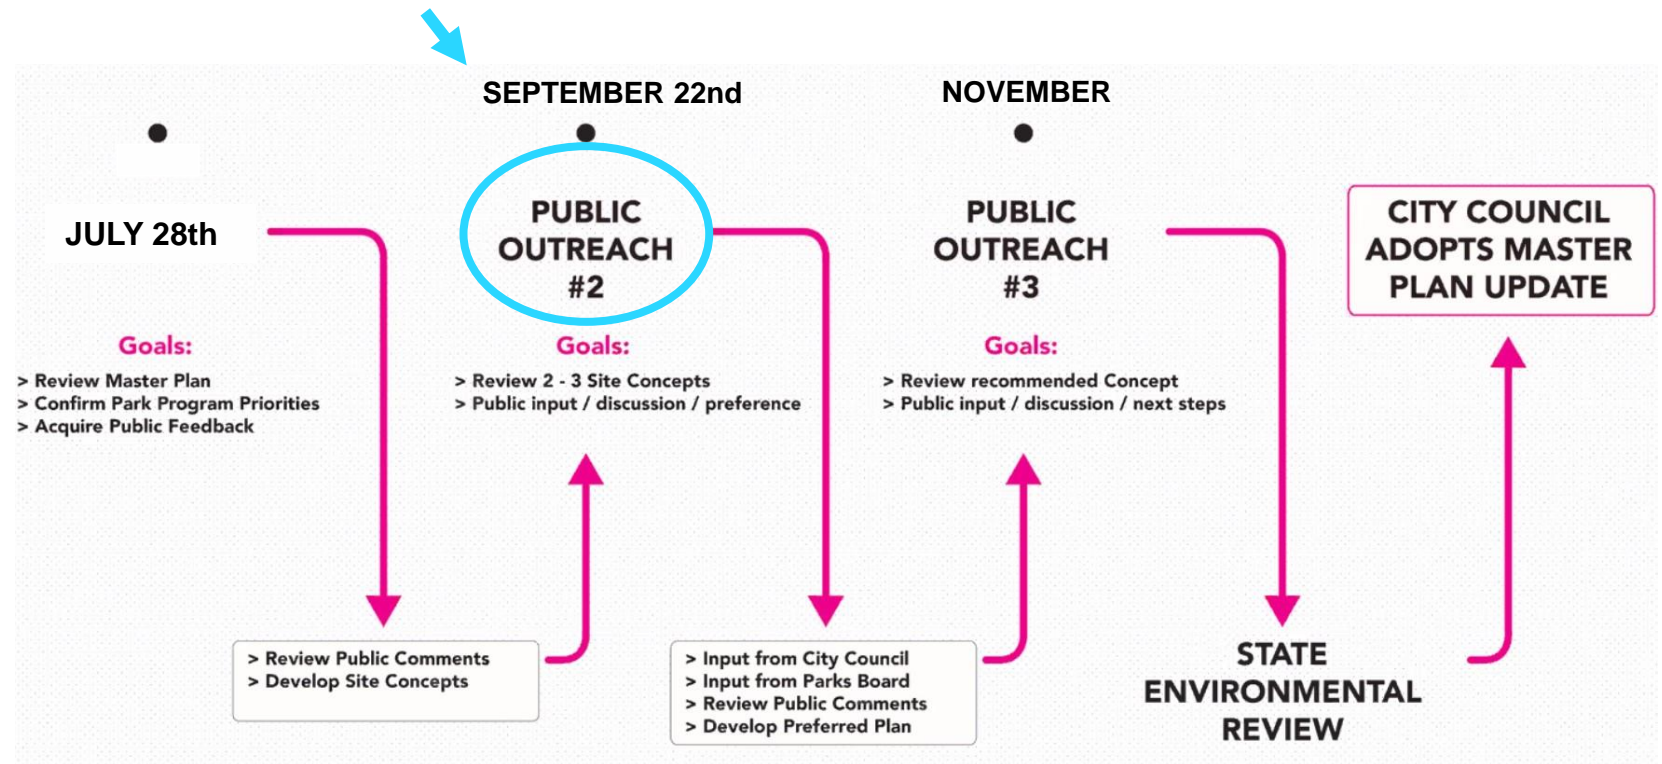 SEPTEMBER 22nd
NOVEMBER
JULY 28th
Goals:
> Review Master Plan
> Confirm Park Program Priorities
> Acquire Public Feedback
> Review Public Comments
> Develop Site Concepts
PUBLIC
OUTREACH
#2
Goals:
> Review 2 - 3 Site Concepts
> Public input / discussion / preference
> Input from City Council
> Input from Parks Board
> Review Public Comments
> Develop Preferred Plan
PUBLIC
OUTREACH
#3
Goals:
> Review recommended Concept
> Public input / discussion / next steps
STATE
ENVIRONMENTAL
REVIEW
CITY COUNCIL
ADOPTS MASTER
PLAN UPDATE